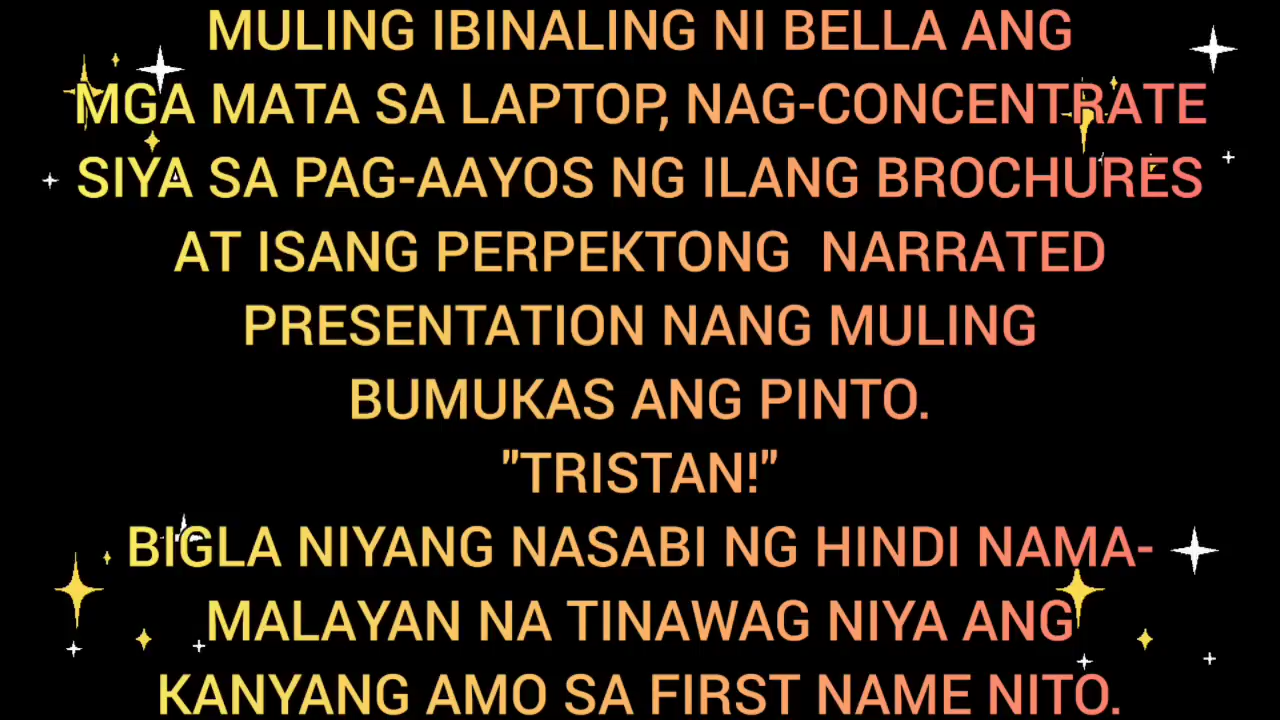 MULING IBINALING NI BELLA ANG
MGA MATA SA LAPTOP, NAG-CONCENTRATE
SIYA SA PAG-AAYOS NG ILANG BROCHURES
AT ISANG PERPEKTONG NARRATED
PRESENTATION NANG MULING
BUMUKAS ANG PINTO.
"TRISTAN!"
BIGLA NIYANG NASABI NG HINDI NAMA-
MALAYAN NA TINAWAG NIYA ANG
KANYANG AMO SA FIRST NAME NITO.